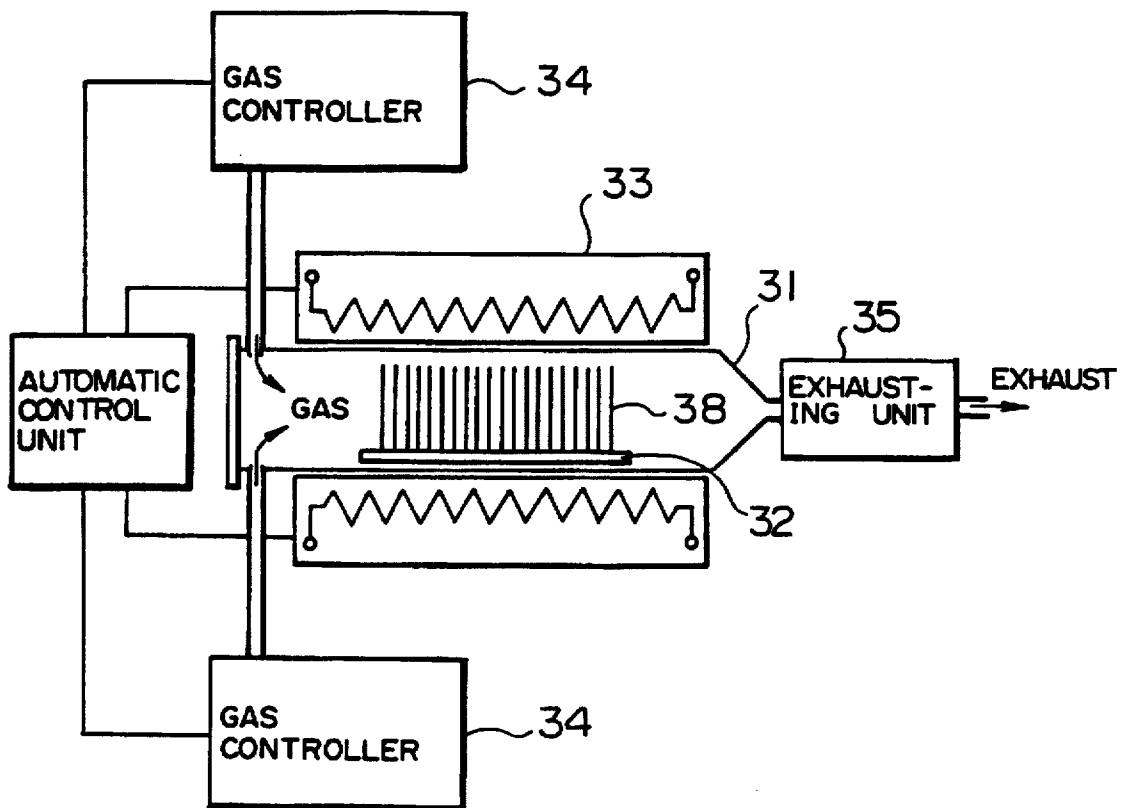 GAS
CONTROLLER
34
33
31
35
AUTOMATIC
CONTROL
UNIT
GAS
38
EXHAUST-
ING UNIT
EXHAUST
32
GAS
CONTROLLER
34